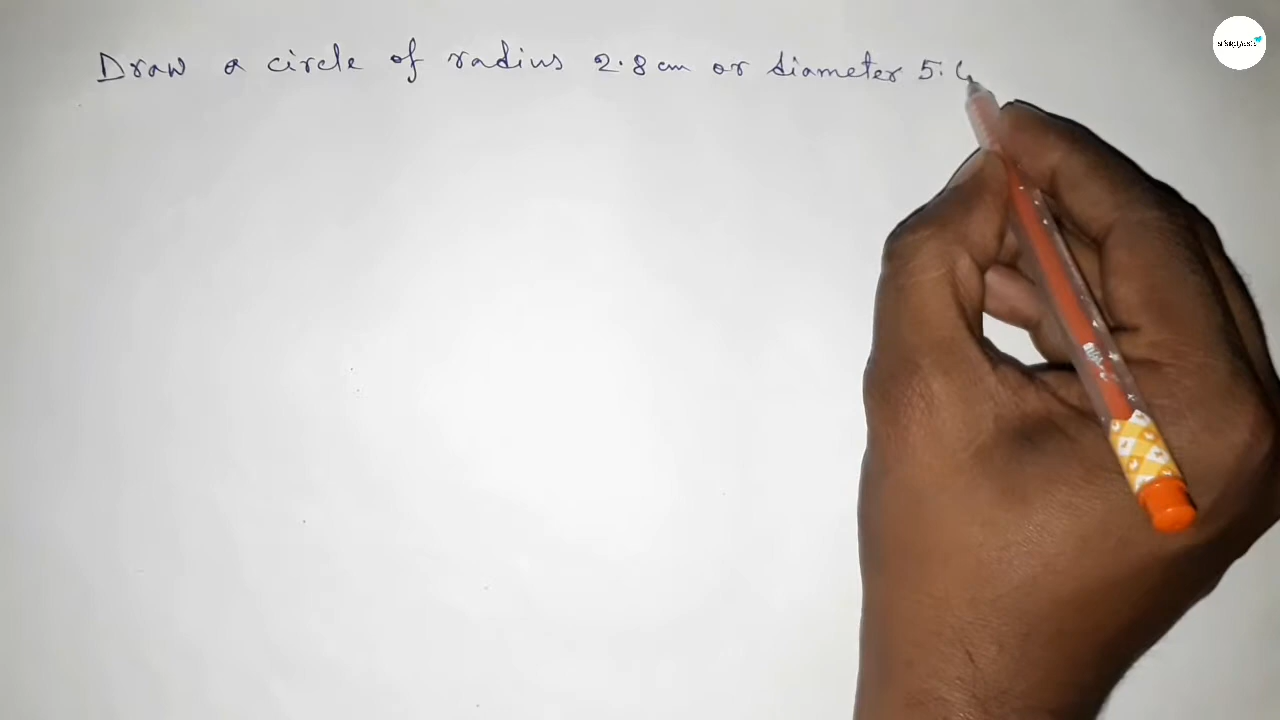 Draw a circle of radius 2.8 cm or diameter 5.